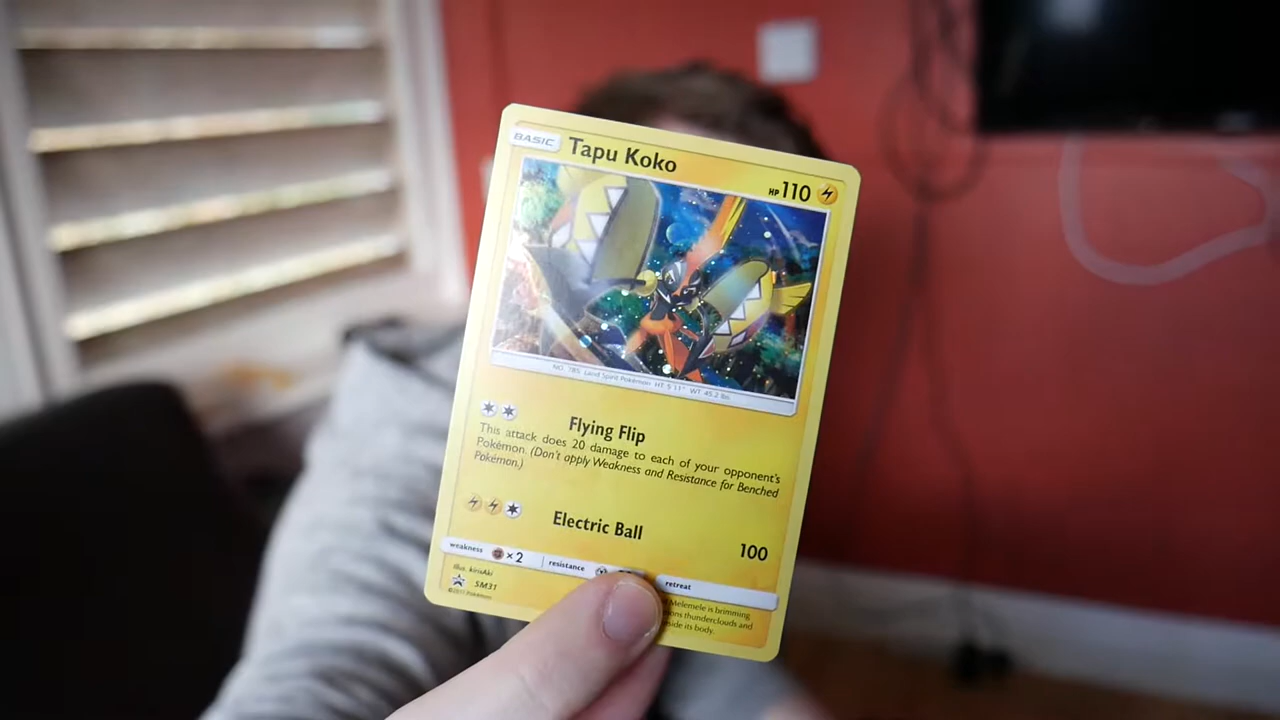 BASIC Tapu Koko HP 110
NO. 785 Land Spirit Pokémon HT: 5'11" WT: 45.2 lbs
Flying Flip
This attack does 20 damage to each of your opponent's
Pokémon. (Don't apply Weakness and Resistance for Benched
Pokémon.)
Electric Ball 100
weakness ×2 resistance retreat
Illus. kirisAki
SM31
©2017 Pokémon
Melemele is brimming
thunderclouds and
its body.